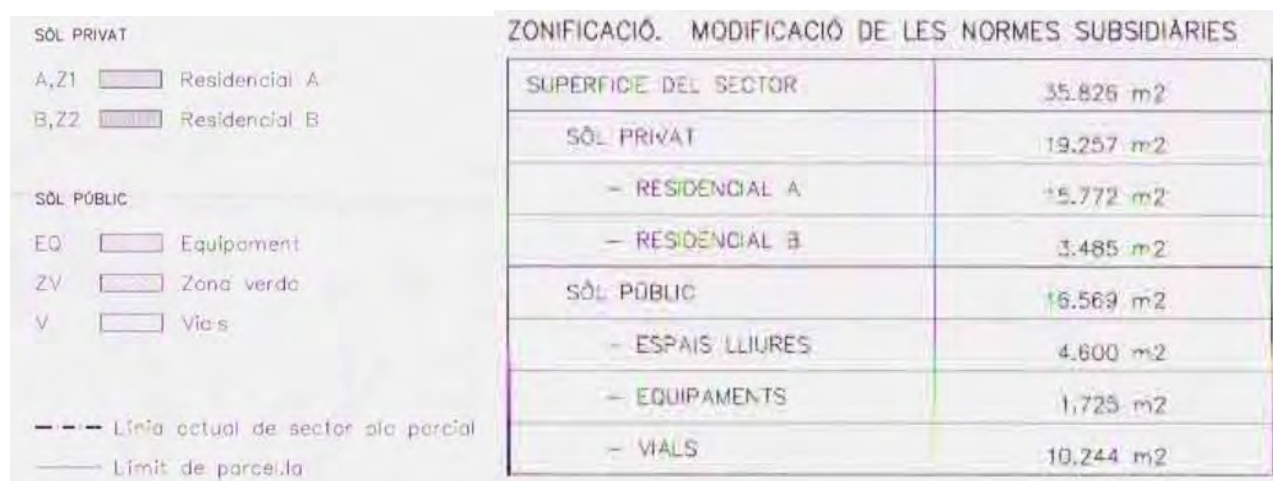 SÒL PRIVAT
A,Z1 Residencial A
B,Z2 Residencial B
SÒL PÚBLIC
EQ Equipament
ZV Zona verda
V Vials
Línia actual de sector pla parcial
Límit de parcel.la
ZONIFICACIÓ. MODIFICACIÓ DE LES NORMES SUBSIDIÀRIES
SUPERFICIE DEL SECTOR 35.826 m2
SÒL PRIVAT 19.257 m2
- RESIDENCIAL A 15.772 m2
- RESIDENCIAL B 3.485 m2
SÒL PÚBLIC 16.569 m2
- ESPAIS LLIURES 4.600 m2
- EQUIPAMENTS 1.725 m2
- VIALS 10.244 m2